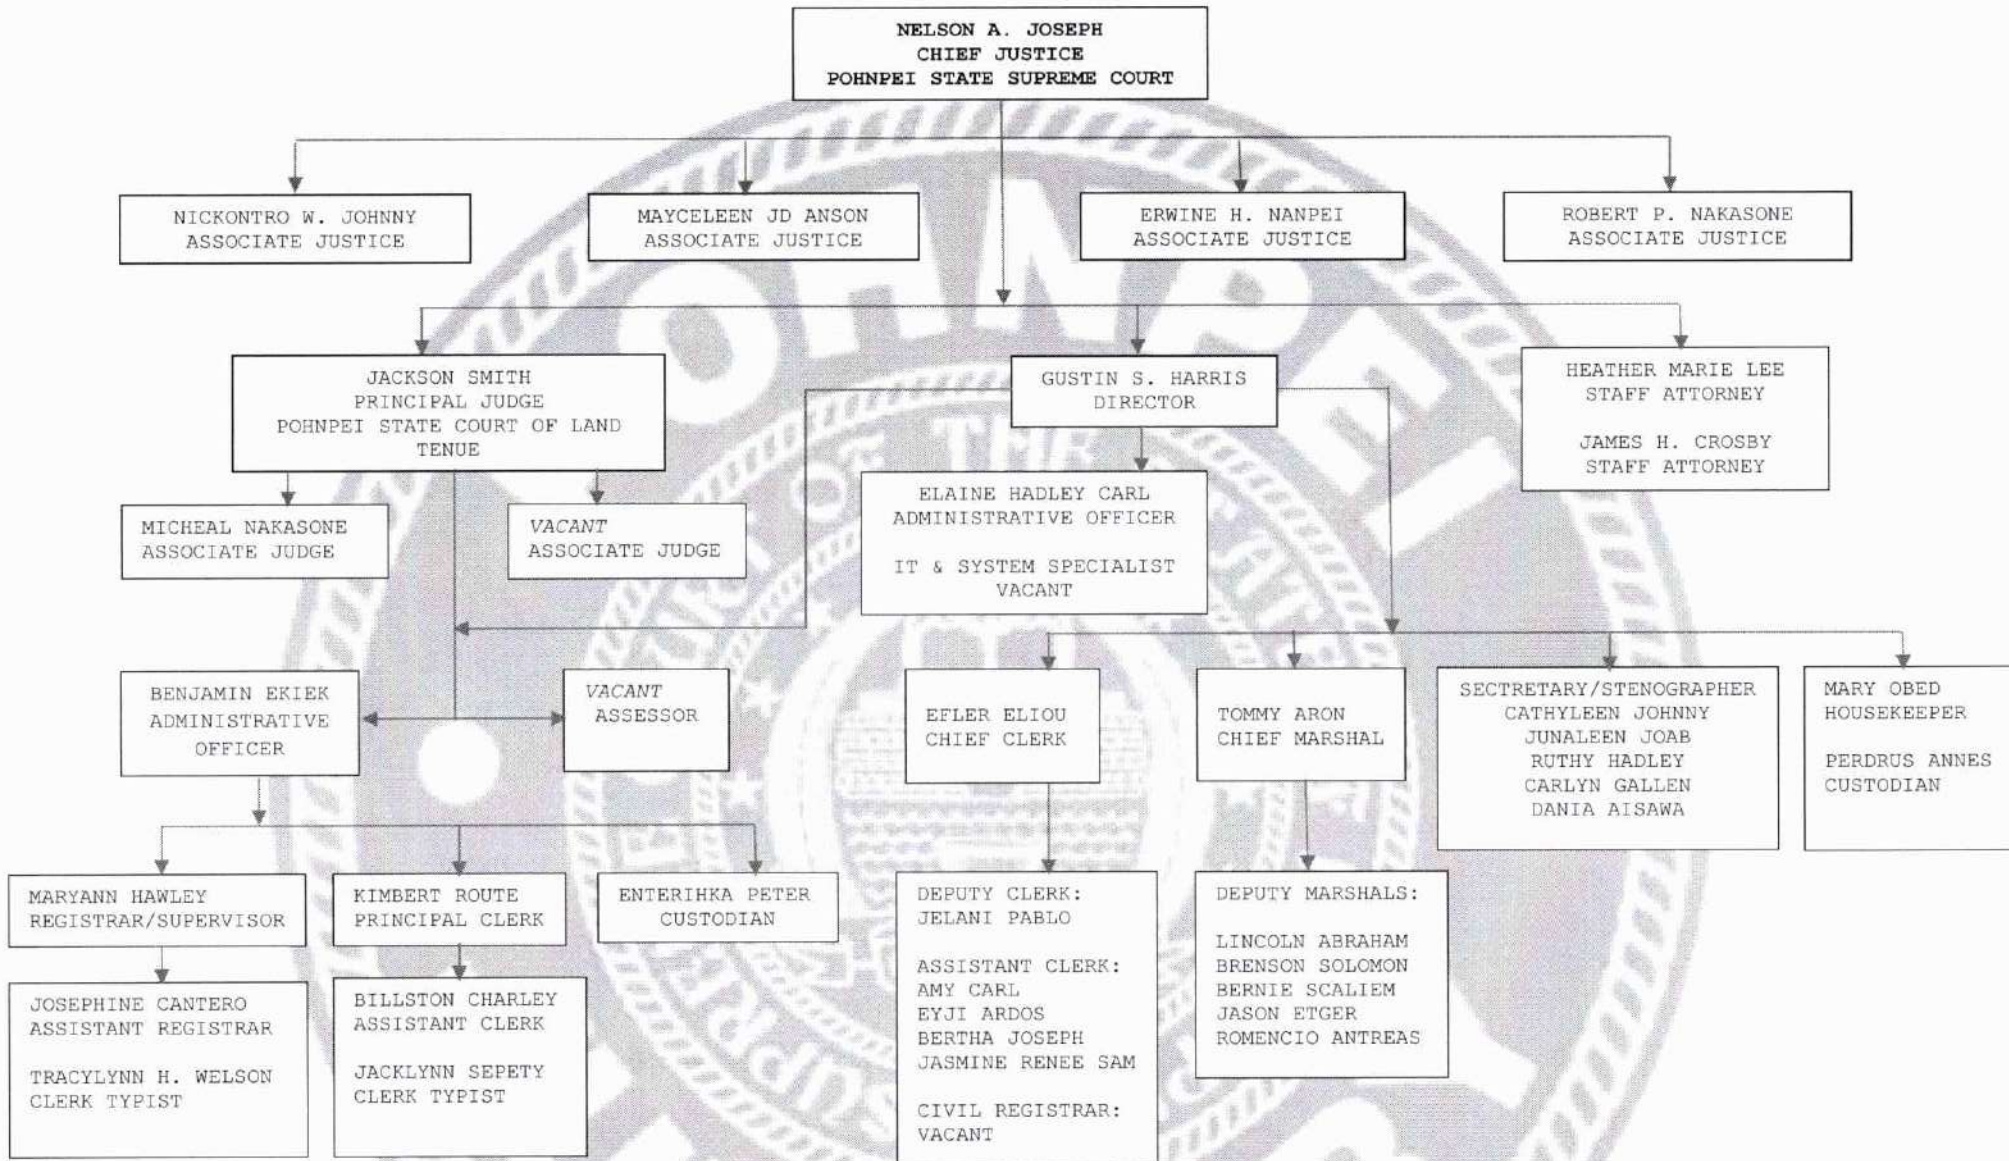 NELSON A. JOSEPH
CHIEF JUSTICE
POHNPEI STATE SUPREME COURT
NICKONTRO W. JOHNNY
ASSOCIATE JUSTICE
MAYCELEEN JD ANSON
ASSOCIATE JUSTICE
ERWINE H. NANPEI
ASSOCIATE JUSTICE
ROBERT P. NAKASONE
ASSOCIATE JUSTICE
JACKSON SMITH
PRINCIPAL JUDGE
POHNPEI STATE COURT OF LAND
TENUE
GUSTIN S. HARRIS
DIRECTOR
HEATHER MARIE LEE
STAFF ATTORNEY
JAMES H. CROSBY
STAFF ATTORNEY
MICHEAL NAKASONE
ASSOCIATE JUDGE
VACANT
ASSOCIATE JUDGE
ELAINE HADLEY CARL
ADMINISTRATIVE OFFICER
IT & SYSTEM SPECIALIST
VACANT
BENJAMIN EKIEK
ADMINISTRATIVE
OFFICER
VACANT
ASSESSOR
EFLER ELIOU
CHIEF CLERK
TOMMY ARON
CHIEF MARSHAL
SECTRETARY/STENOGRAPHER
CATHYLEEN JOHNNY
JUNALEEN JOAB
RUTHY HADLEY
CARLYN GALLEN
DANIA AISAWA
MARY OBED
HOUSEKEEPER
PERDRUS ANNES
CUSTODIAN
MARYANN HAWLEY
REGISTRAR/SUPERVISOR
KIMBERT ROUTE
PRINCIPAL CLERK
ENTERIHKA PETER
CUSTODIAN
DEPUTY CLERK:
JELANI PABLO
ASSISTANT CLERK:
AMY CARL
EYJI ARDOS
BERTHA JOSEPH
JASMINE RENEE SAM
CIVIL REGISTRAR:
VACANT
DEPUTY MARSHALS:
LINCOLN ABRAHAM
BRENSON SOLOMON
BERNIE SCALIEM
JASON ETGER
ROMENCIO ANTREAS
JOSEPHINE CANTERO
ASSISTANT REGISTRAR
TRACYLYNN H. WELSON
CLERK TYPIST
BILLSTON CHARLEY
ASSISTANT CLERK
JACKLYNN SEPETY
CLERK TYPIST
POHNPEI